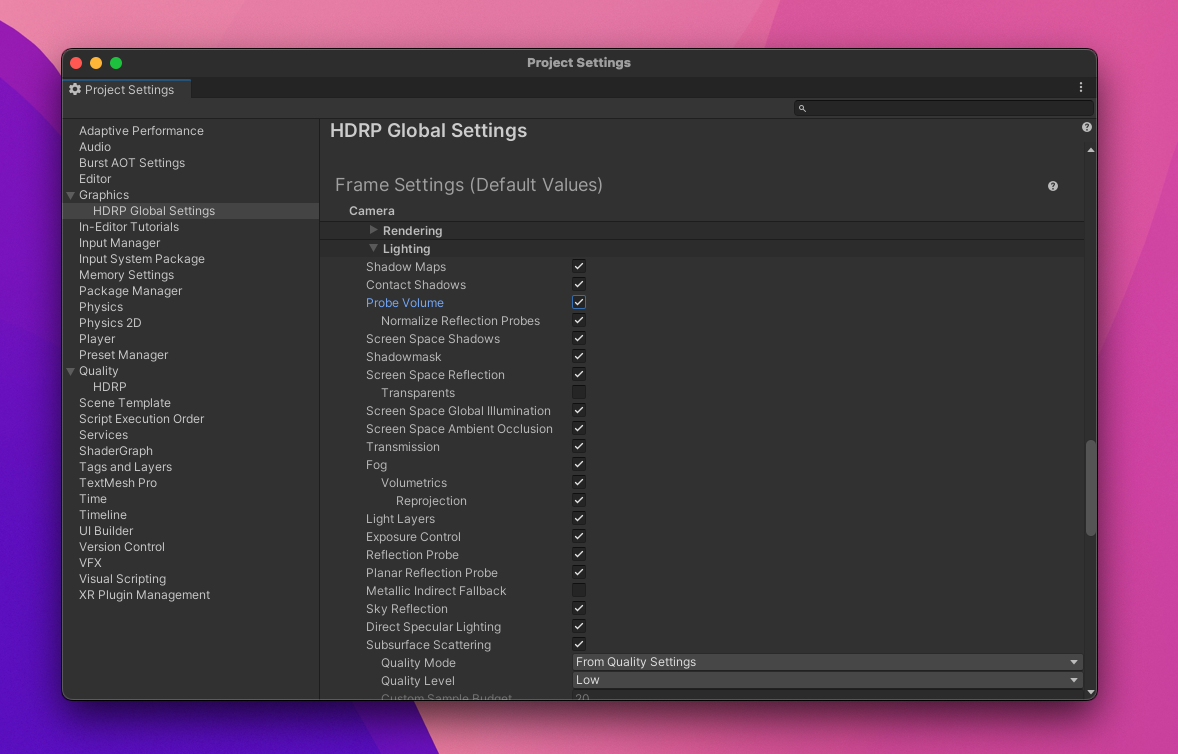 Project Settings
Project Settings
Adaptive Performance
Audio
Burst AOT Settings
Editor
Graphics
HDRP Global Settings
In-Editor Tutorials
Input Manager
Input System Package
Memory Settings
Package Manager
Physics
Physics 2D
Player
Preset Manager
Quality
HDRP
Scene Template
Script Execution Order
Services
ShaderGraph
Tags and Layers
TextMesh Pro
Time
Timeline
UI Builder
Version Control
VFX
Visual Scripting
XR Plugin Management
HDRP Global Settings
Frame Settings (Default Values)
Camera
Rendering
Lighting
Shadow Maps
Contact Shadows
Probe Volume
Normalize Reflection Probes
Screen Space Shadows
Shadowmask
Screen Space Reflection
Transparents
Screen Space Global Illumination
Screen Space Ambient Occlusion
Transmission
Fog
Volumetrics
Reprojection
Light Layers
Exposure Control
Reflection Probe
Planar Reflection Probe
Metallic Indirect Fallback
Sky Reflection
Direct Specular Lighting
Subsurface Scattering
Quality Mode From Quality Settings
Quality Level Low
Custom Sample Budget 20